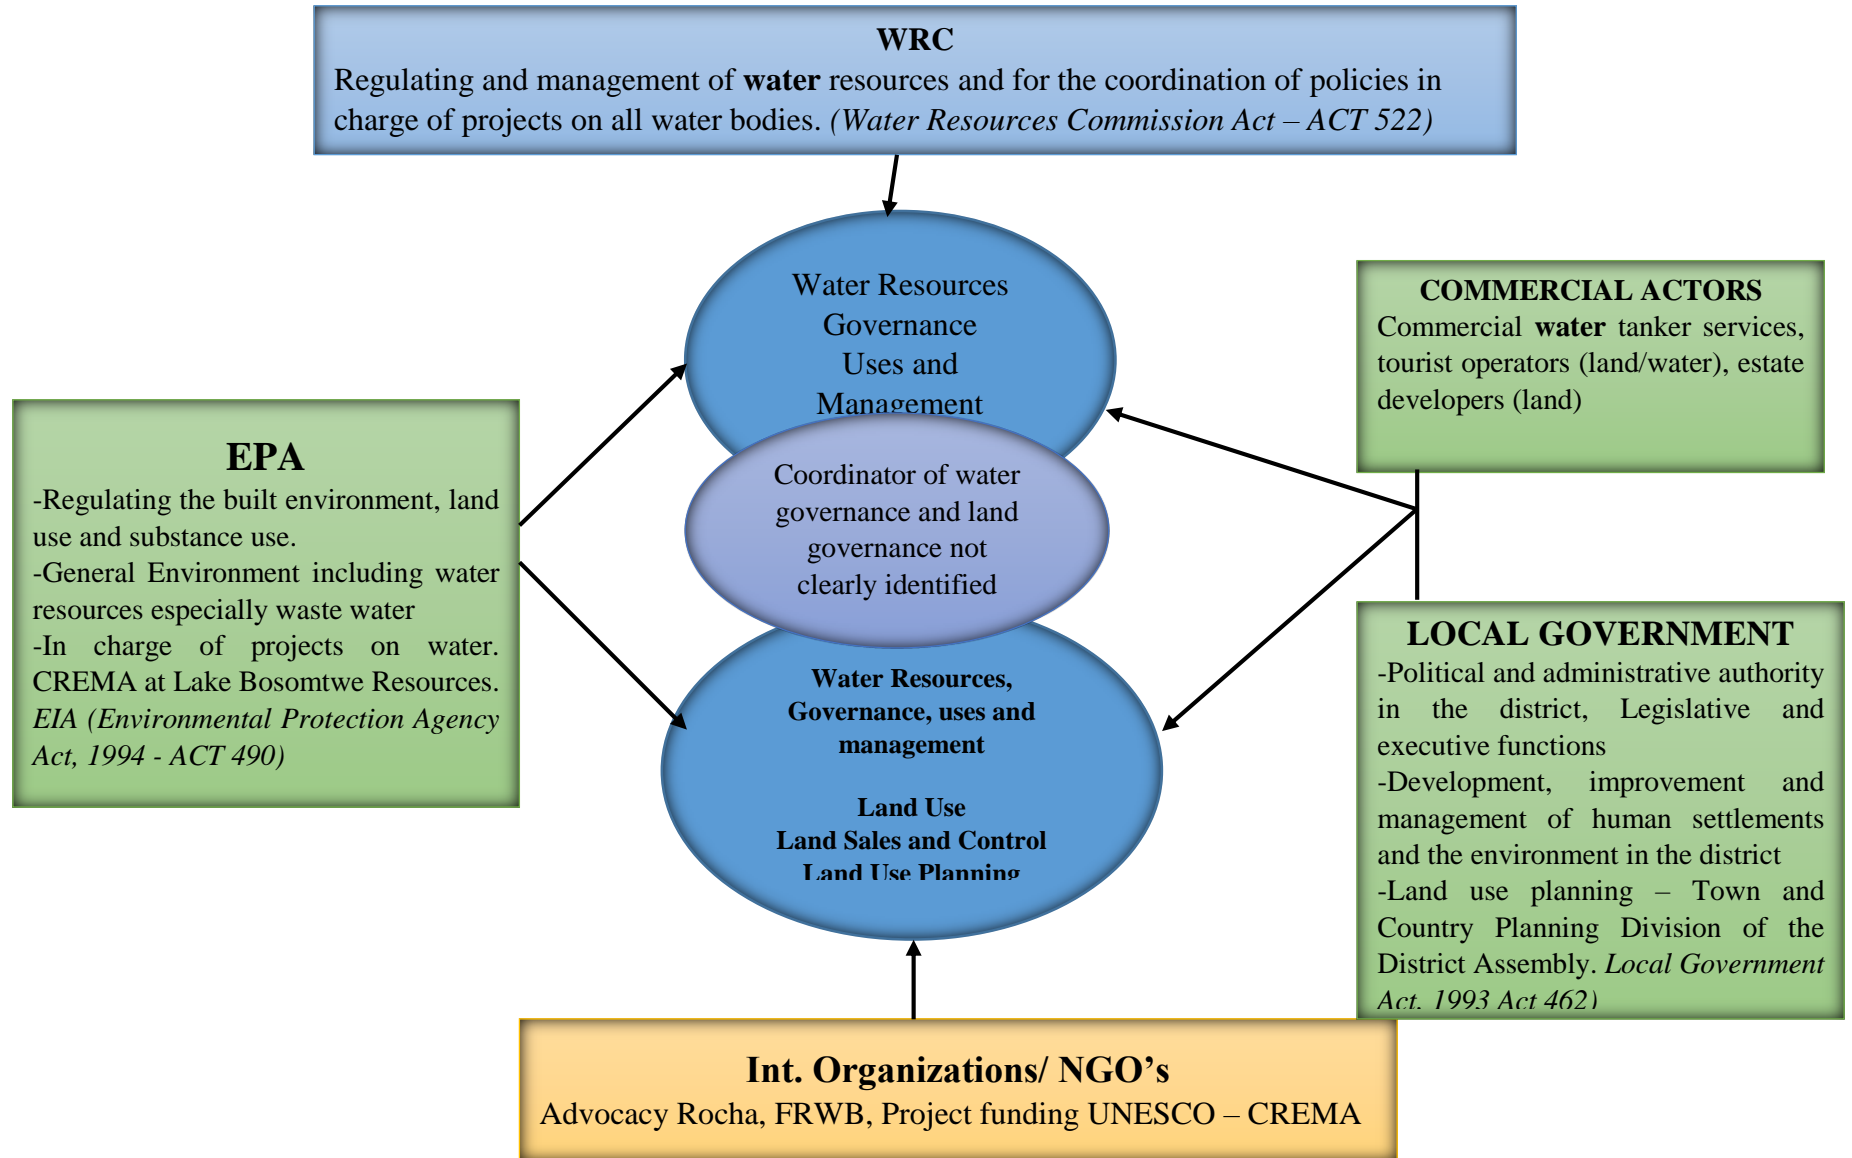 WRC
Regulating and management of water resources and for the coordination of policies in
charge of projects on all water bodies. (Water Resources Commission Act – ACT 522)
Water Resources
Governance
Uses and
Management
COMMERCIAL ACTORS
Commercial water tanker services,
tourist operators (land/water), estate
developers (land)
EPA
-Regulating the built environment, land
use and substance use.
-General Environment including water
resources especially waste water
-In charge of projects on water.
CREMA at Lake Bosomtwe Resources.
EIA (Environmental Protection Agency
Act, 1994 - ACT 490)
Coordinator of water
governance and land
governance not
clearly identified
Water Resources,
Governance, uses and
management
Land Use
Land Sales and Control
Land Use Planning
LOCAL GOVERNMENT
-Political and administrative authority
in the district, Legislative and
executive functions
-Development, improvement and
management of human settlements
and the environment in the district
-Land use planning – Town and
Country Planning Division of the
District Assembly. Local Government
Act, 1993 Act 462)
Int. Organizations/ NGO’s
Advocacy Rocha, FRWB, Project funding UNESCO – CREMA